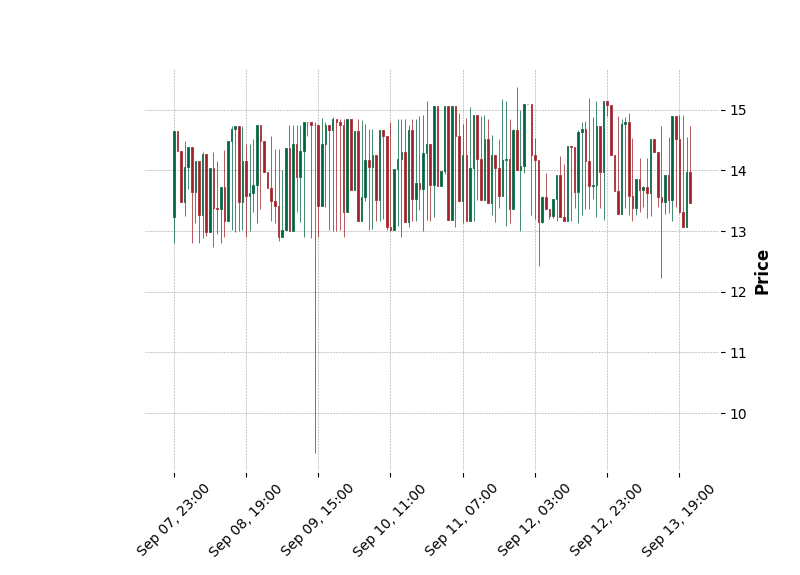 15
14
13
12
11
10
Price
Sep 07, 23:00
Sep 08, 19:00
Sep 09, 15:00
Sep 10, 11:00
Sep 11, 07:00
Sep 12, 03:00
Sep 12, 23:00
Sep 13, 19:00